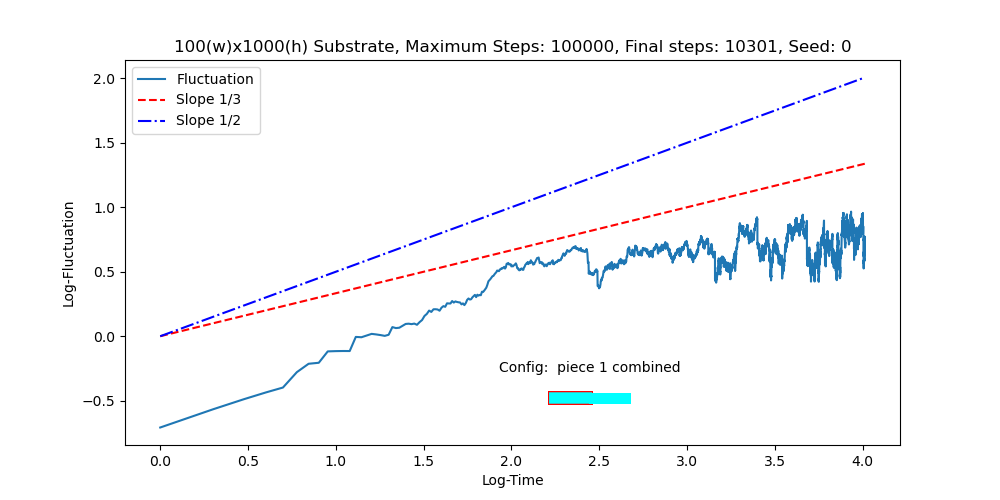 100(w)x1000(h) Substrate, Maximum Steps: 100000, Final steps: 10301, Seed: 0
Fluctuation
Slope 1/3
Slope 1/2
2.0
1.5
1.0
0.5
0.0
−0.5
Log-Fluctuation
Config:  piece 1 combined
0.0 0.5 1.0 1.5 2.0 2.5 3.0 3.5 4.0
Log-Time